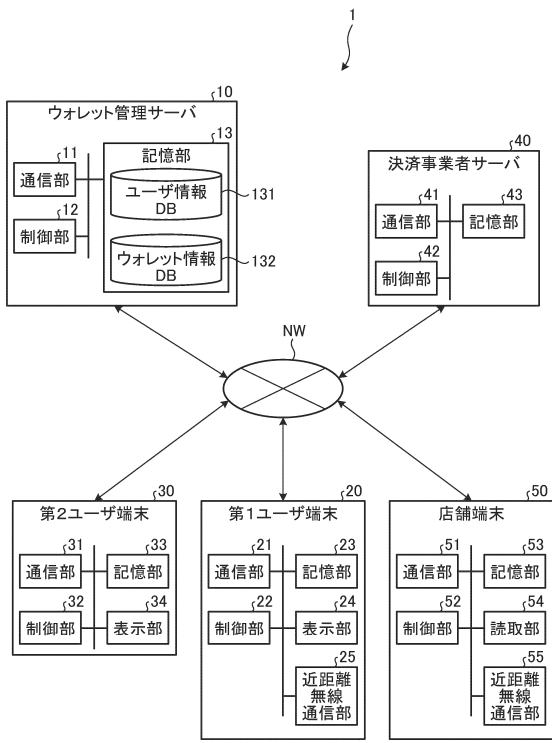 1
10
ウォレット管理サーバ
11
通信部
12
制御部
13
記憶部
ユーザ情報
DB
131
ウォレット情報
DB
132
40
決済事業者サーバ
41
通信部
43
記憶部
42
制御部
NW
30
第2ユーザ端末
31
通信部
33
記憶部
32
制御部
34
表示部
20
第1ユーザ端末
21
通信部
23
記憶部
22
制御部
24
表示部
25
近距離
無線
通信部
50
店舗端末
51
通信部
53
記憶部
52
制御部
54
読取部
55
近距離
無線
通信部